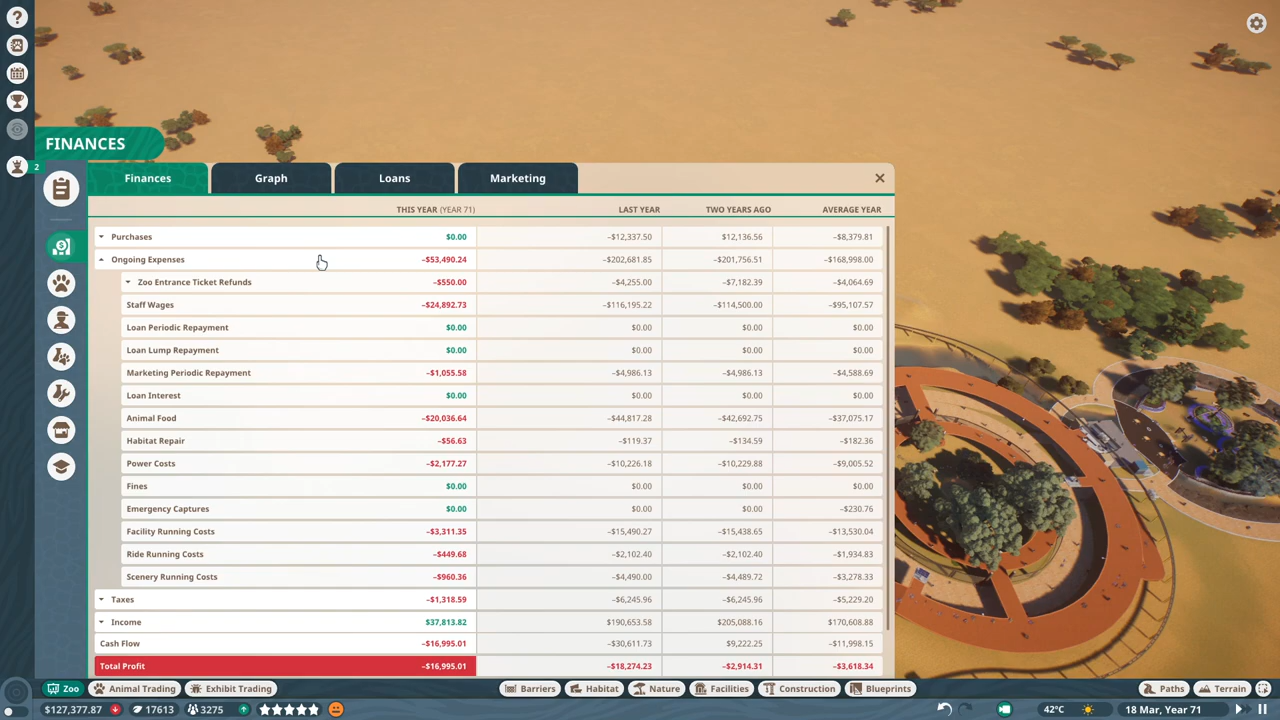 ?
2
FINANCES
Finances Graph Loans Marketing
THIS YEAR (YEAR 71) LAST YEAR TWO YEARS AGO AVERAGE YEAR
Purchases $0.00 –$12,337.50 $12,136.56 –$8,379.81
Ongoing Expenses –$53,490.24 –$202,681.85 –$201,756.51 –$168,998.00
Zoo Entrance Ticket Refunds –$550.00 –$4,255.00 –$7,182.39 –$4,064.69
Staff Wages –$24,892.73 –$116,195.22 –$114,500.00 –$95,107.57
Loan Periodic Repayment $0.00 $0.00 $0.00 $0.00
Loan Lump Repayment $0.00 $0.00 $0.00 $0.00
Marketing Periodic Repayment –$1,055.58 –$4,986.13 –$4,986.13 –$4,588.69
Loan Interest $0.00 $0.00 $0.00 $0.00
Animal Food –$20,036.64 –$44,817.28 –$42,692.75 –$37,075.17
Habitat Repair –$56.63 –$119.37 –$134.59 –$182.36
Power Costs –$2,177.27 –$10,226.18 –$10,229.88 –$9,005.52
Fines $0.00 $0.00 $0.00 $0.00
Emergency Captures $0.00 $0.00 $0.00 –$230.76
Facility Running Costs –$3,311.35 –$15,490.27 –$15,438.65 –$13,530.04
Ride Running Costs –$449.68 –$2,102.40 –$2,102.40 –$1,934.83
Scenery Running Costs –$960.36 –$4,490.00 –$4,489.72 –$3,278.33
Taxes –$1,318.59 –$6,245.96 –$6,245.96 –$5,229.20
Income $37,813.82 $190,653.58 $205,088.16 $170,608.88
Cash Flow –$16,995.01 –$30,611.73 $9,222.25 –$11,998.15
Total Profit –$16,995.01 –$18,274.23 –$2,914.31 –$3,618.34
Zoo Animal Trading Exhibit Trading Barriers Habitat Nature Facilities Construction Blueprints Paths Terrain
$127,377.87 17613 3275 42°C 18 Mar, Year 71